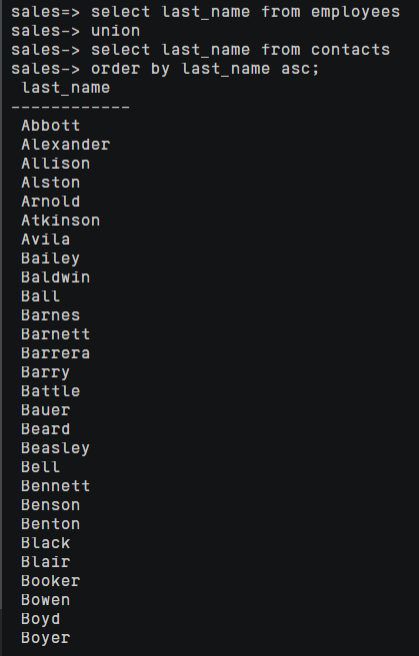 sales=> select last_name from employees
sales-> union
sales-> select last_name from contacts
sales-> order by last_name asc;
last_name
------------
Abbott
Alexander
Allison
Alston
Arnold
Atkinson
Avila
Bailey
Baldwin
Ball
Barnes
Barnett
Barrera
Barry
Battle
Bauer
Beard
Beasley
Bell
Bennett
Benson
Benton
Black
Blair
Booker
Bowen
Boyd
Boyer